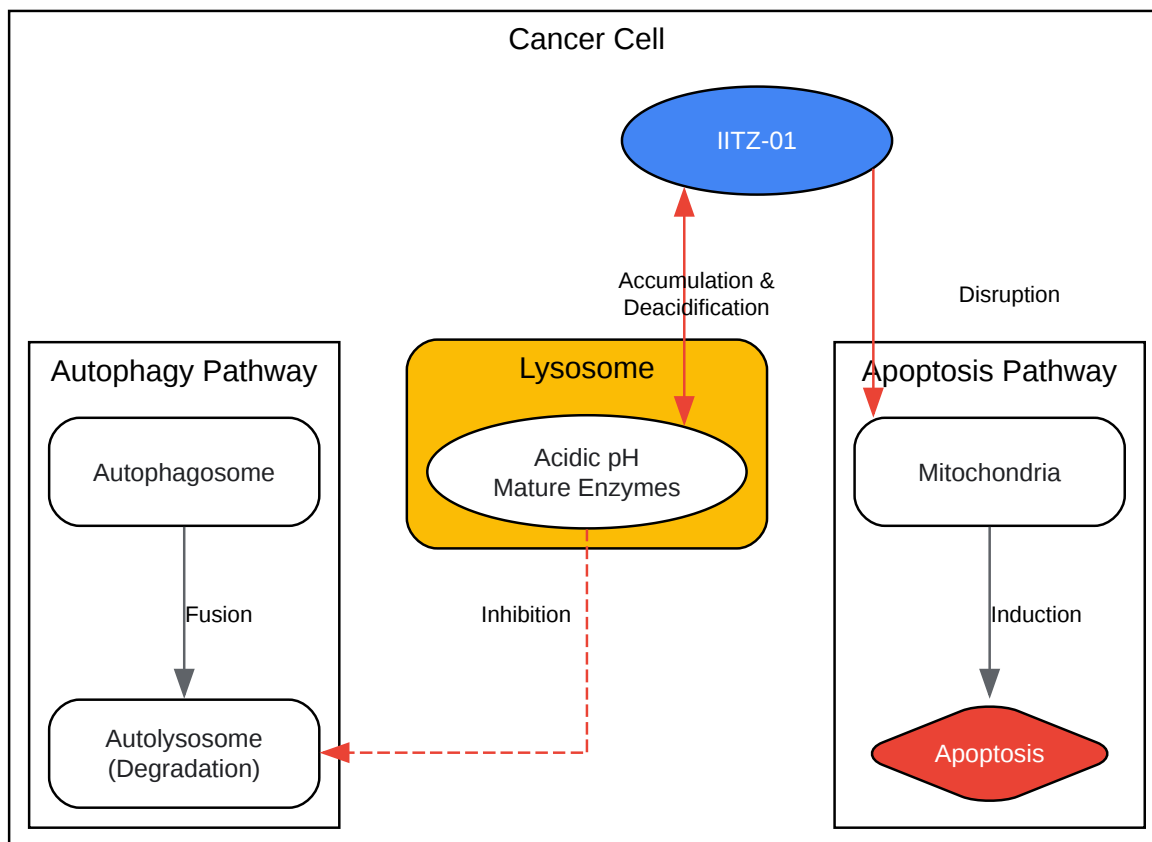 Cancer Cell
IITZ-01
Accumulation &
Deacidification
Disruption
Autophagy Pathway
Lysosome
Apoptosis Pathway
Autophagosome
Acidic pH
Mature Enzymes
Mitochondria
Fusion
Inhibition
Induction
Autolysosome
(Degradation)
Apoptosis